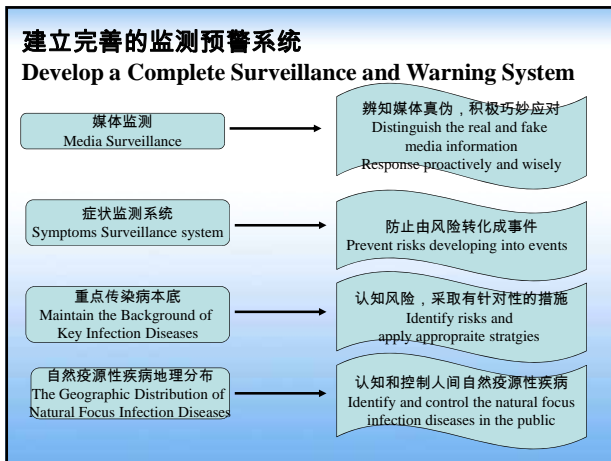 建立完善的监测预警系统
Develop a Complete Surveillance and Warning System
媒体监测
Media Surveillance
辨知媒体真伪，积极巧妙应对
Distinguish the real and fake
media information
Response proactively and wisely
症状监测系统
Symptoms Surveillance system
防止由风险转化成事件
Prevent risks developing into events
重点传染病本底
Maintain the Background of
Key Infection Diseases
认知风险，采取有针对性的措施
Identify risks and
apply appropraite stratgies
自然疫源性疾病地理分布
The Geographic Distribution of
Natural Focus Infection Diseases
认知和控制人间自然疫源性疾病
Identify and control the natural focus
infection diseases in the public